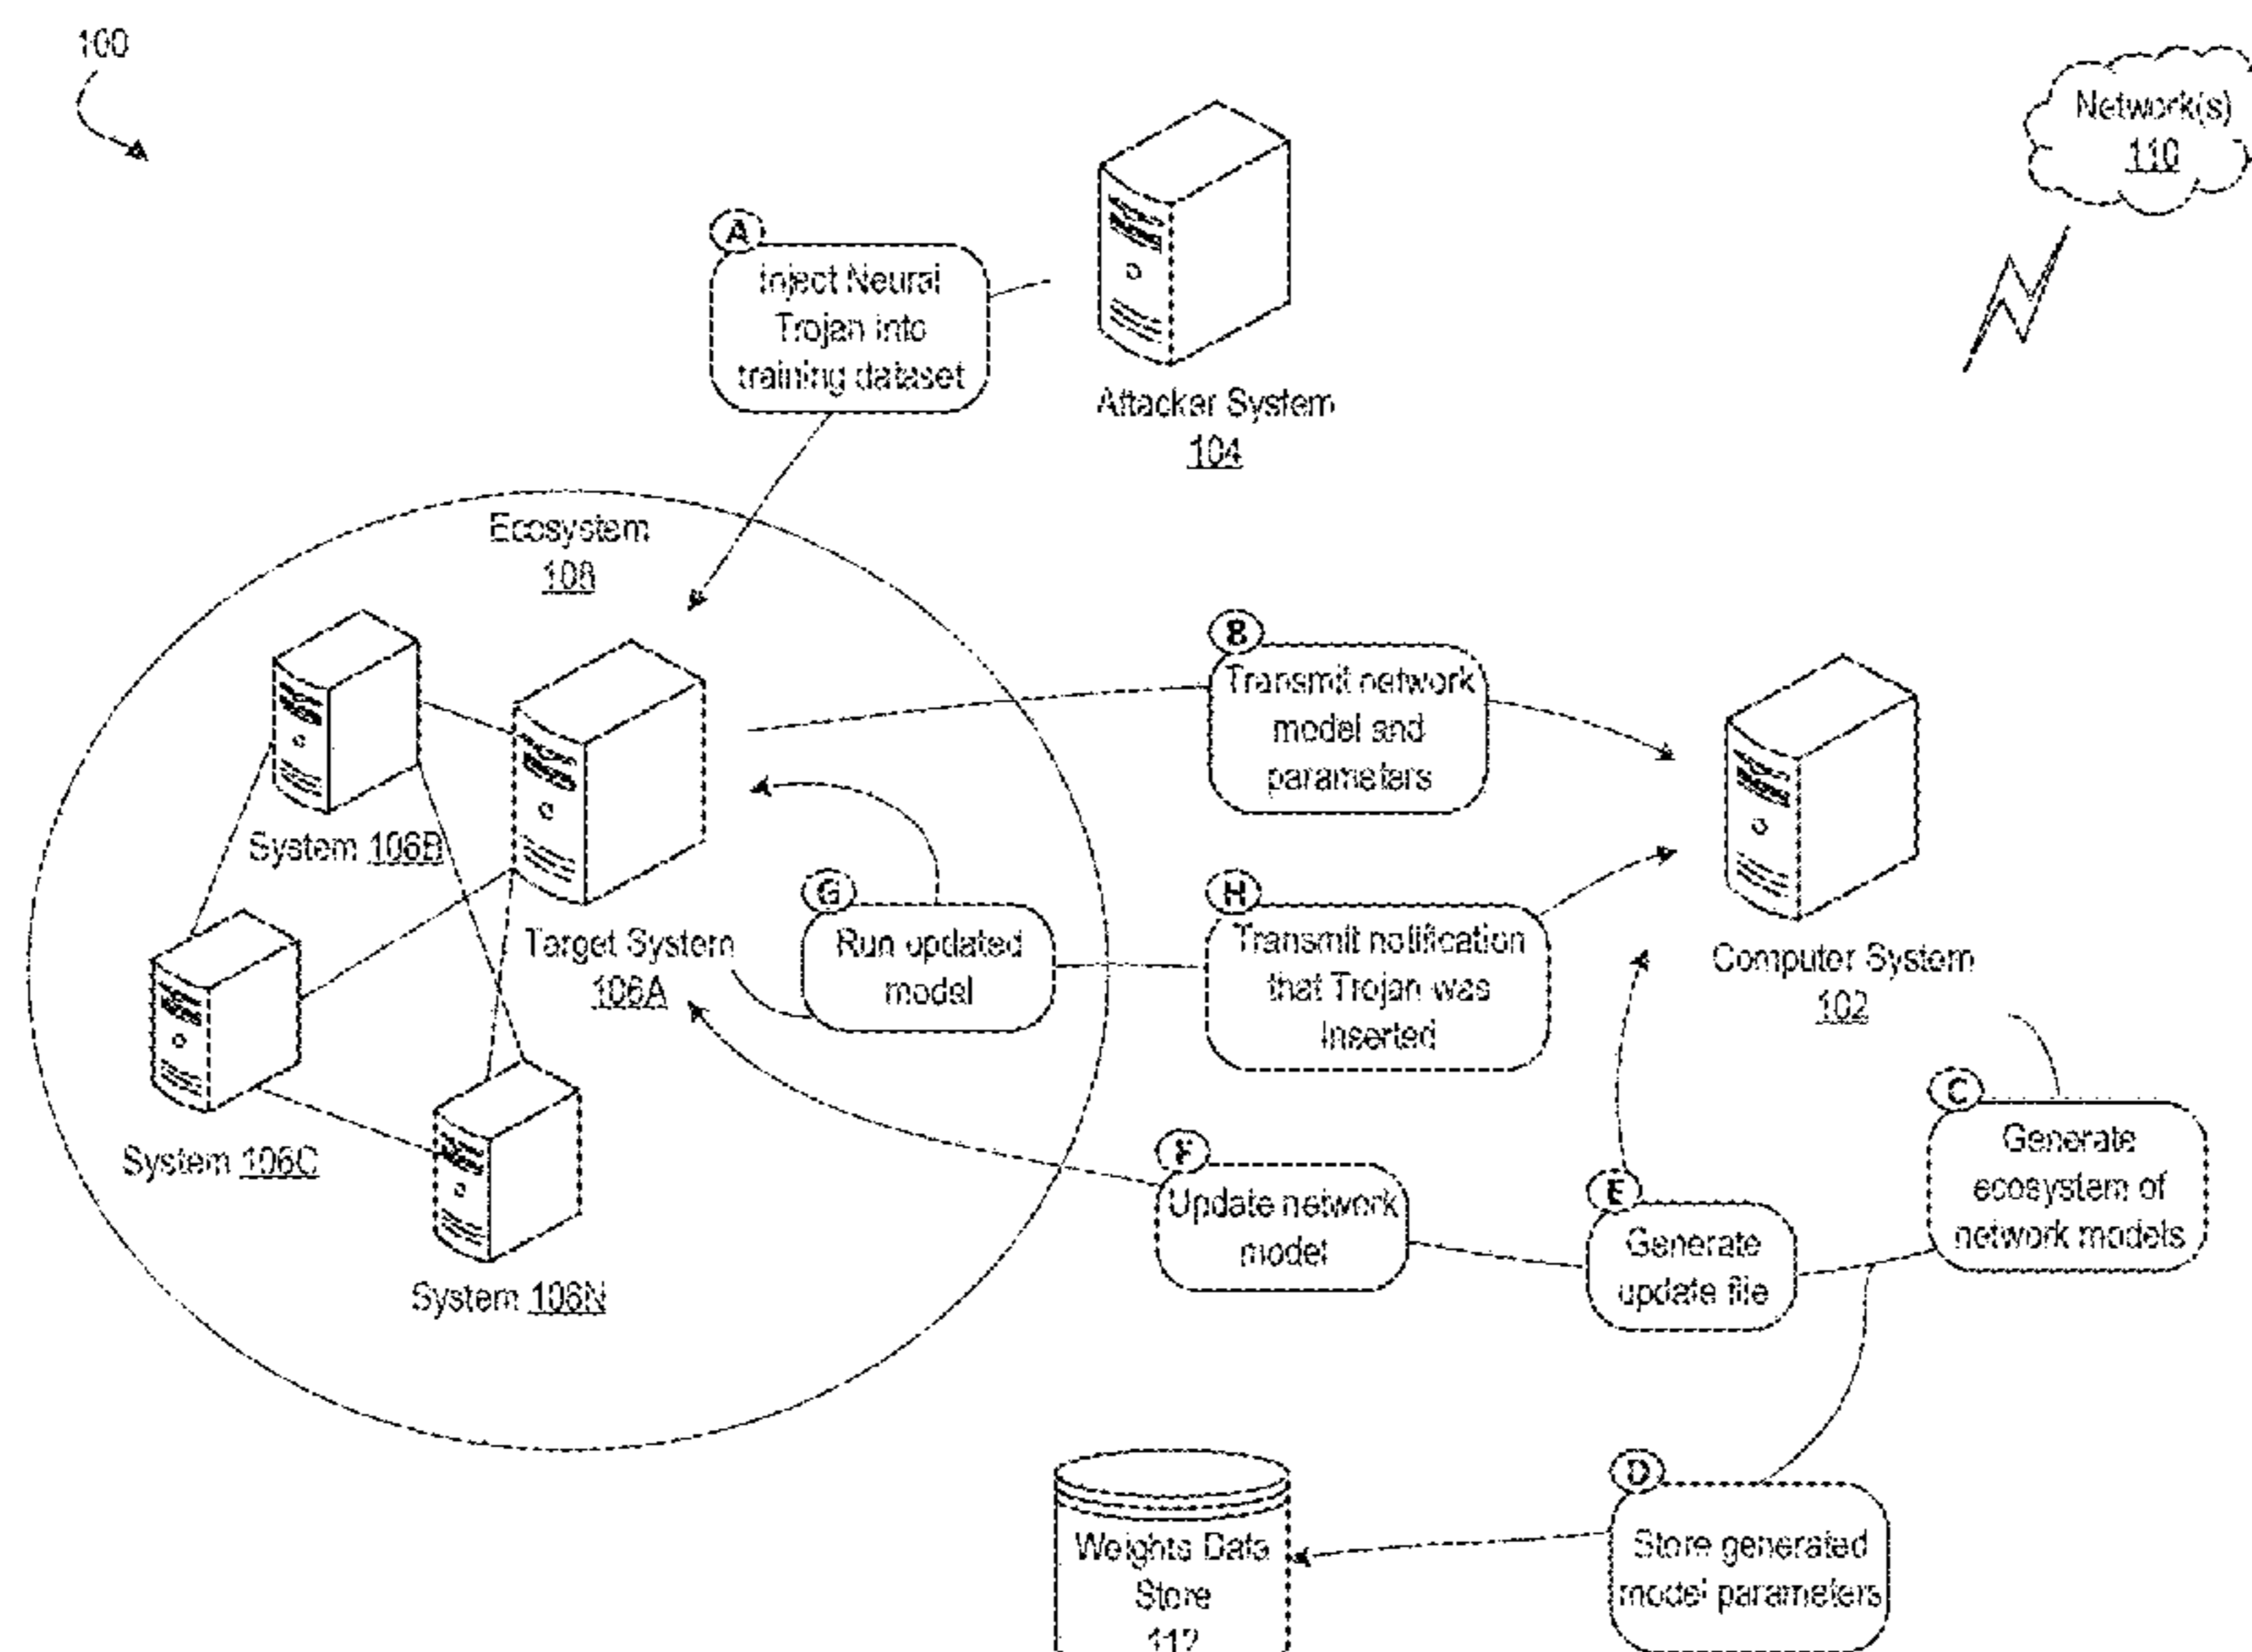 100
Network(s)
110
A
Inject Neural
Trojan into
training dataset
Attacker System
104
Ecosystem
108
B
Transmit network
model and
parameters
System 106B
G
Run updated
model
H
Transmit notification
that Trojan was
Inserted
Target System
106A
Computer System
102
System 106C
C
Generate
ecosystem of
network models
F
Update network
model
E
Generate
update file
System 106N
D
Store generated
model parameters
Weights Data
Store
112